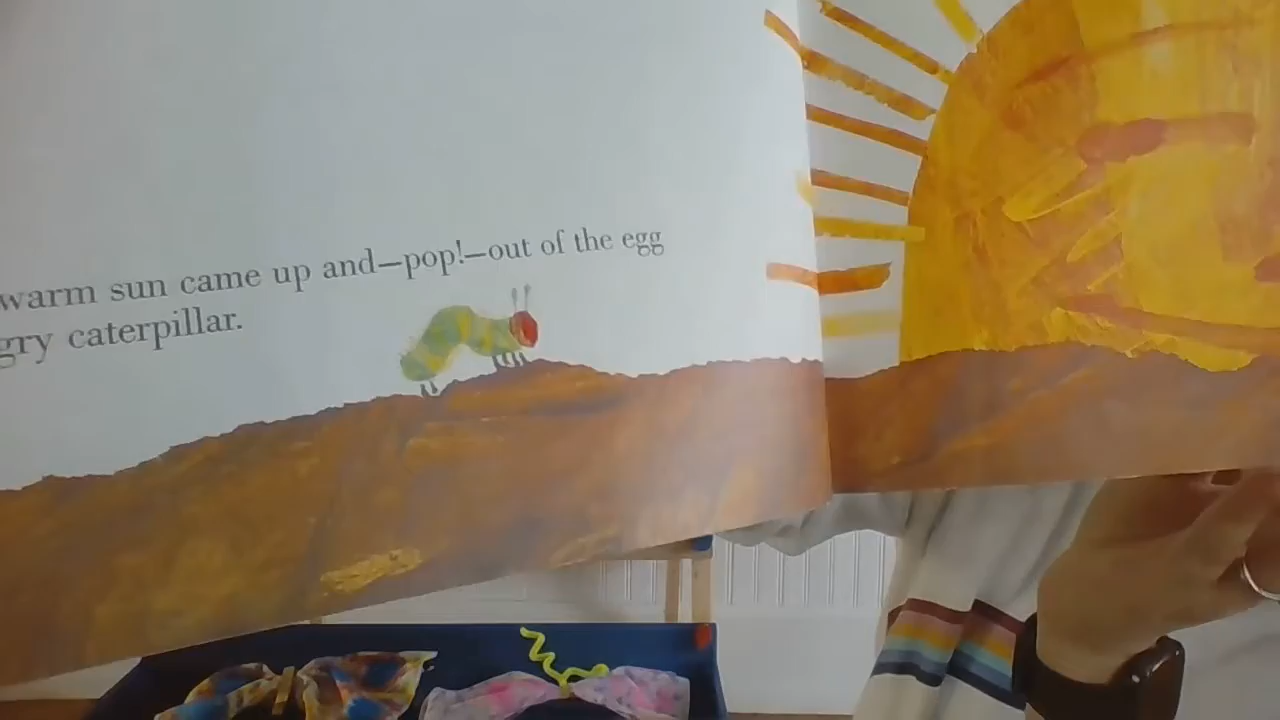 warm sun came up and—pop!—out of the egg
gry caterpillar.